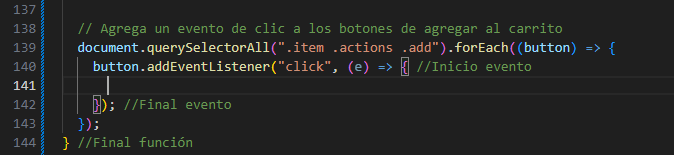 137
138 // Agrega un evento de clic a los botones de agregar al carrito
139 document.querySelectorAll(".item .actions .add").forEach((button) => {
140 button.addEventListener("click", (e) => { //Inicio evento
141
142 }); //Final evento
143 });
144 } //Final función